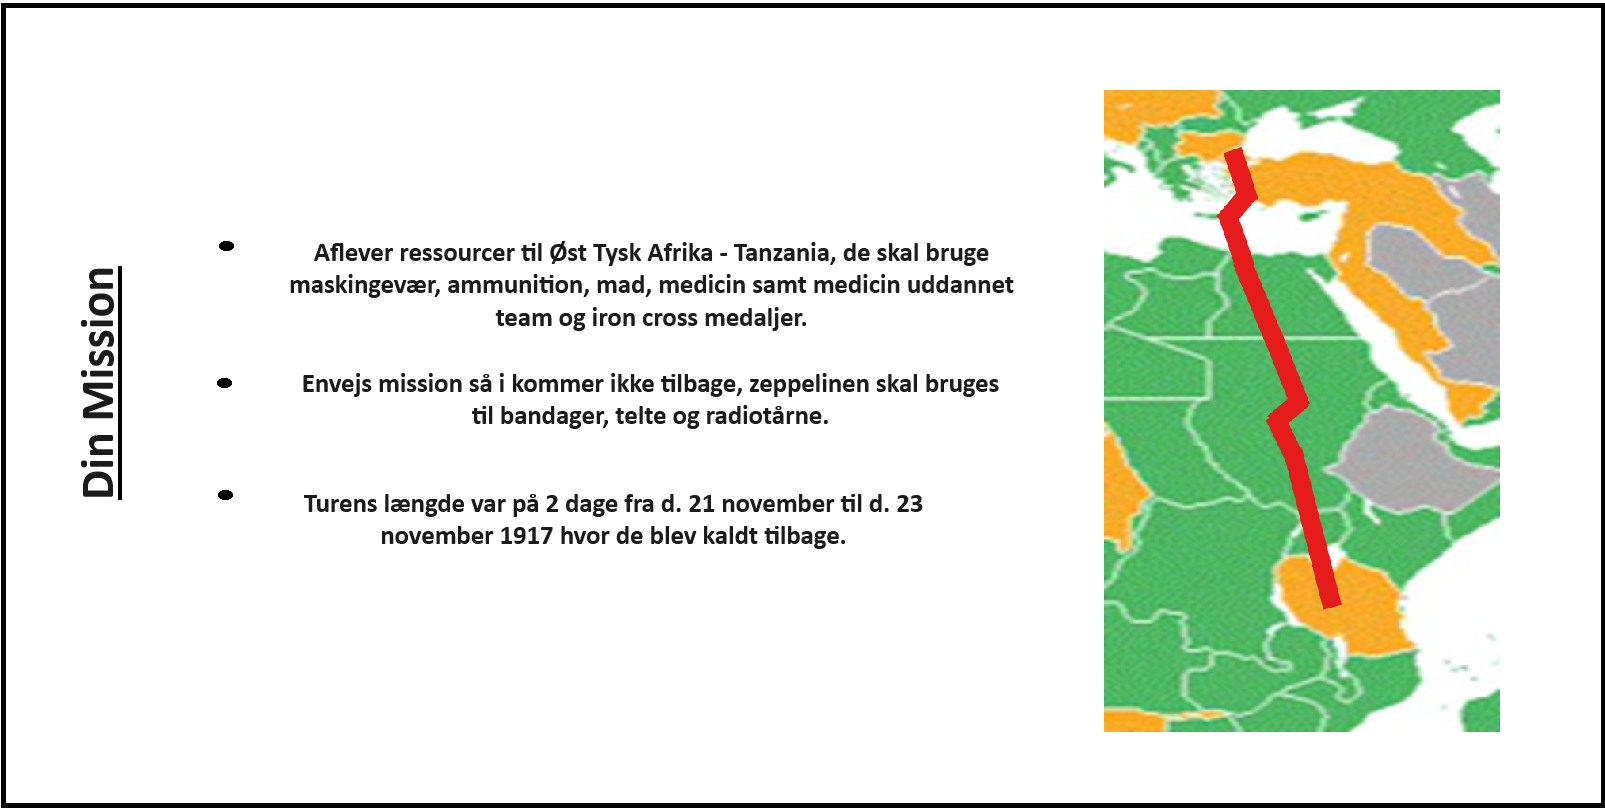 Din Mission
Aflever ressourcer til Øst Tysk Afrika - Tanzania, de skal bruge
maskingevær, ammunition, mad, medicin samt medicin uddannet
team og iron cross medaljer.
Envejs mission så i kommer ikke tilbage, zeppelinen skal bruges
til bandager, telte og radiotårne.
Turens længde var på 2 dage fra d. 21 november til d. 23
november 1917 hvor de blev kaldt tilbage.